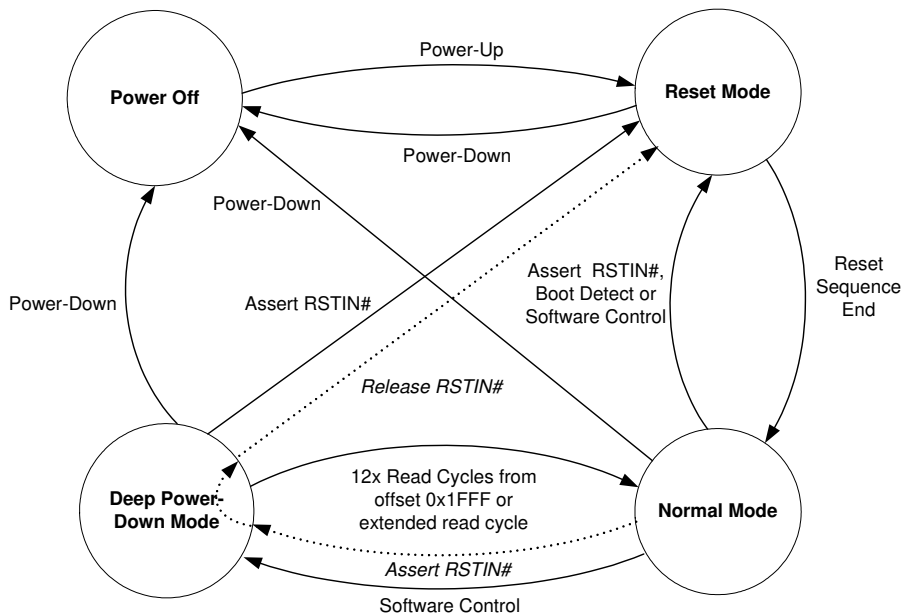 Power-Up
Power Off
Reset Mode
Power-Down
Power-Down
Power-Down
Assert RSTIN#
Assert RSTIN#,
Boot Detect or
Software Control
Reset
Sequence
End
Release RSTIN#
Deep Power-
Down Mode
12x Read Cycles from
offset 0x1FFF or
extended read cycle
Normal Mode
Assert RSTIN#
Software Control